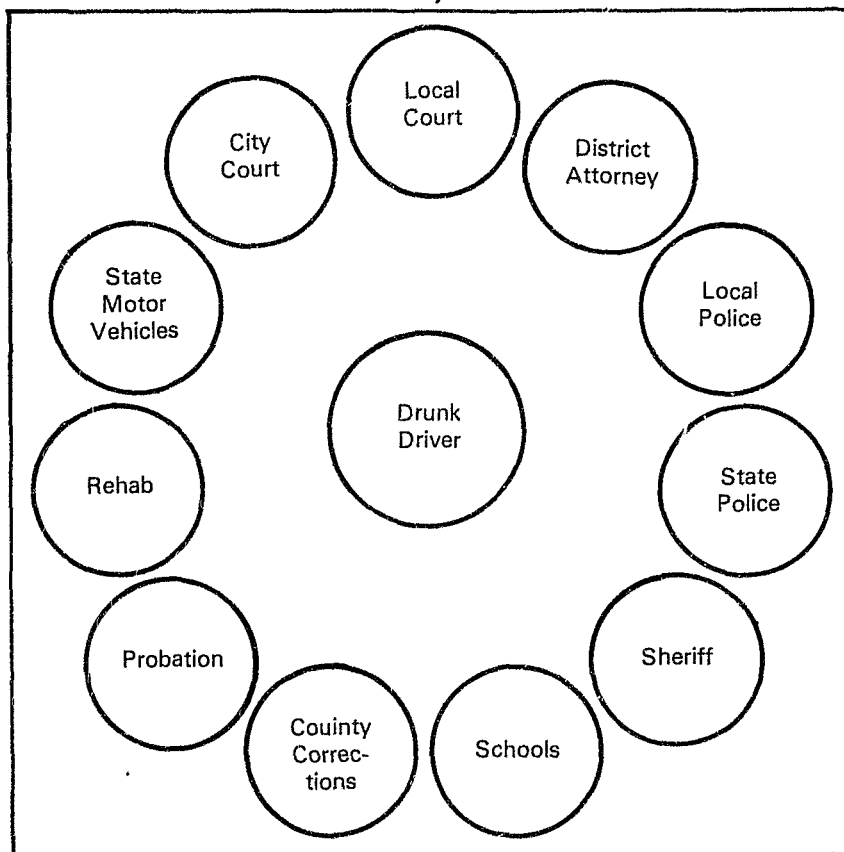 Local
Court
City
Court
District
Attorney
State
Motor
Vehicles
Local
Police
Drunk
Driver
Rehab
State
Police
Probation
Sheriff
Couinty
Correc-
tions
Schools